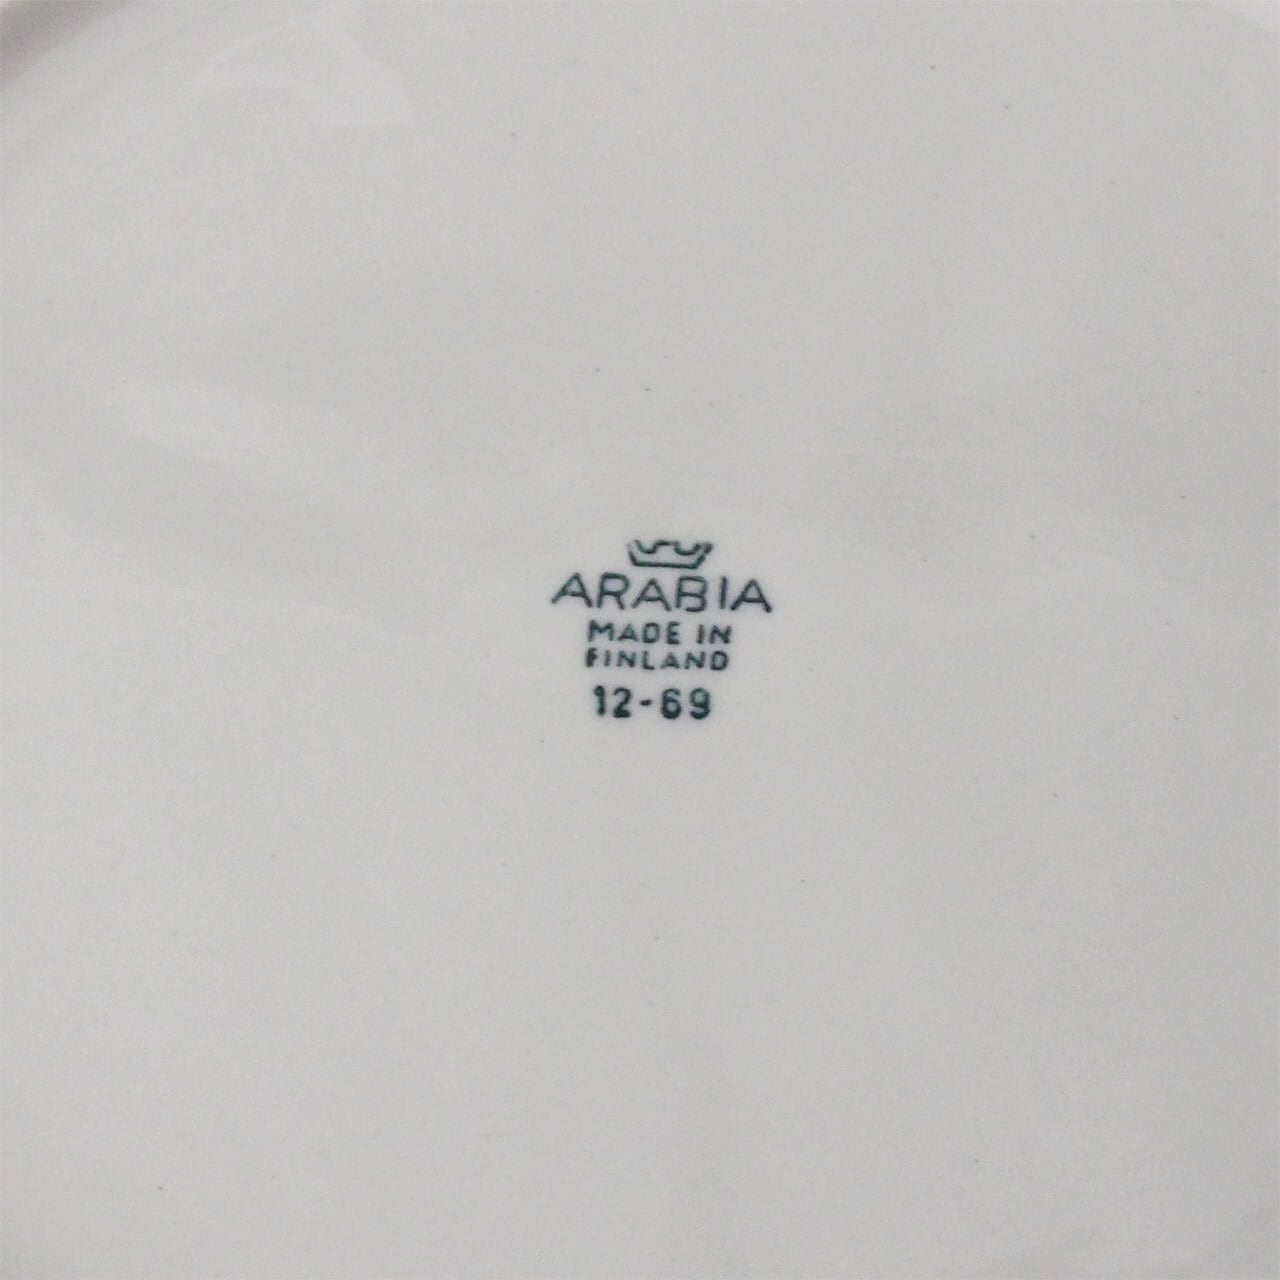 ARABIA
MADE IN
FINLAND
12-69